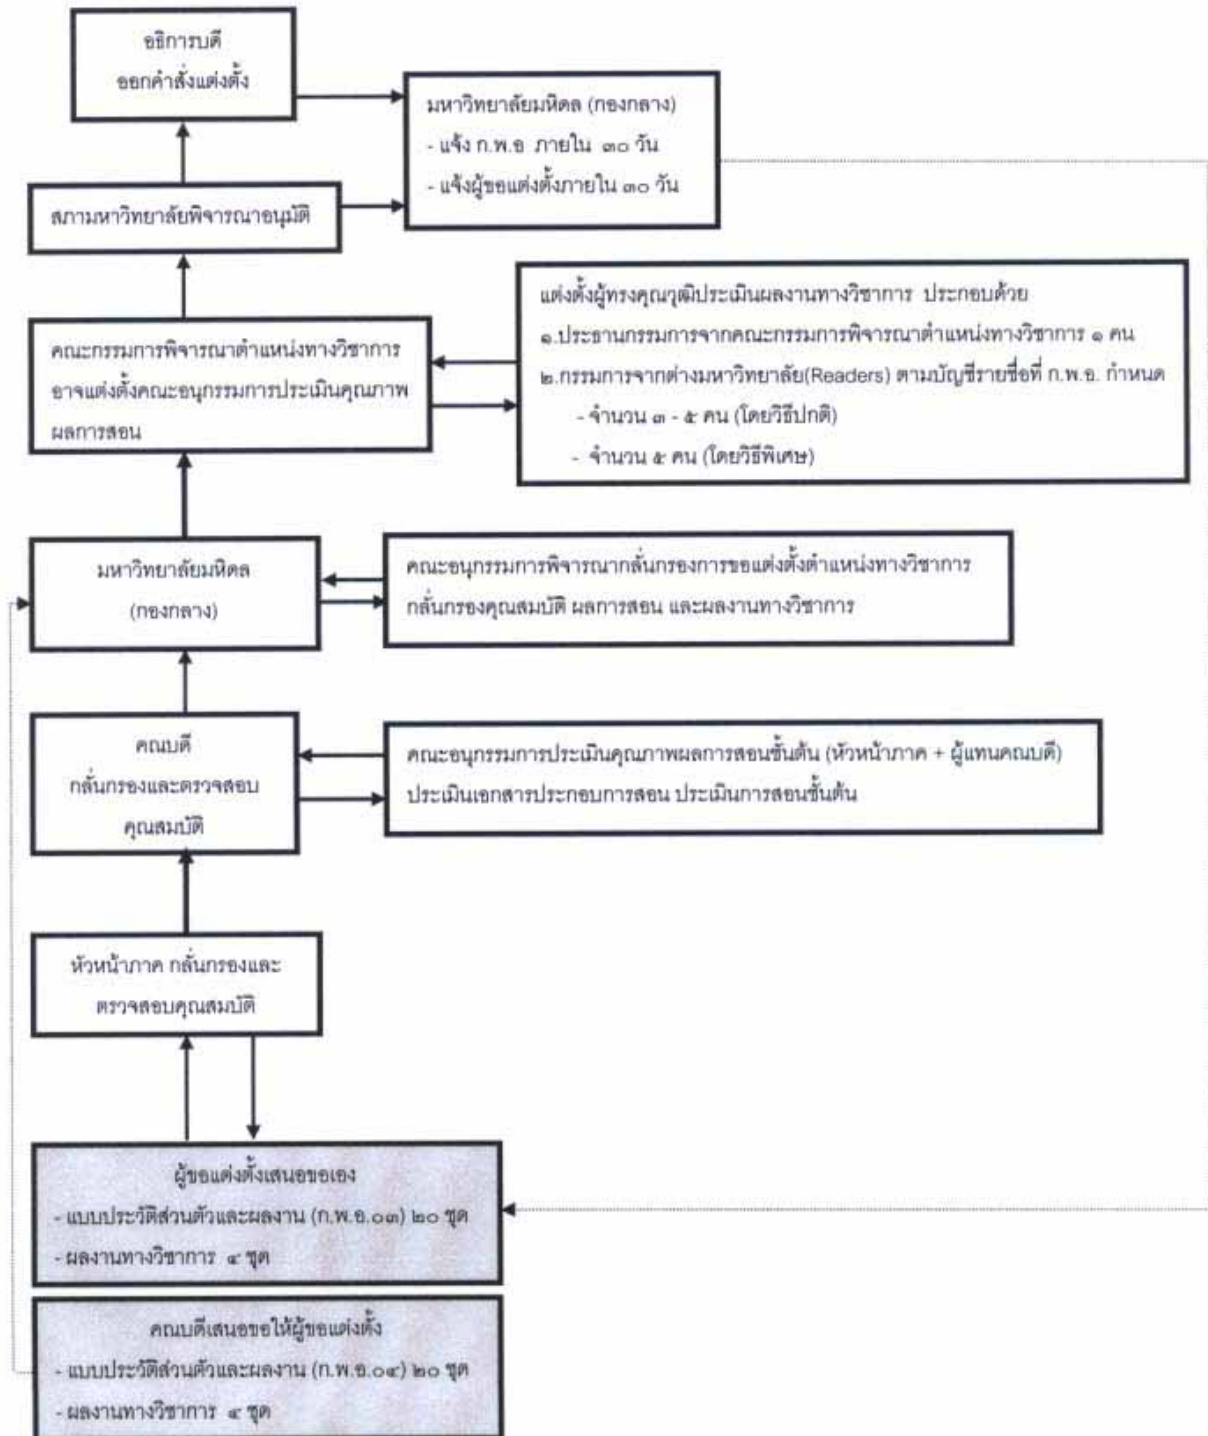 อธิการบดี
ออกคำสั่งแต่งตั้ง
มหาวิทยาลัยมหิดล (กองกลาง)
- แจ้ง ก.พ.อ ภายใน ๓๐ วัน
- แจ้งผู้ขอแต่งตั้งภายใน ๓๐ วัน
สภามหาวิทยาลัยพิจารณาอนุมัติ
แต่งตั้งผู้ทรงคุณวุฒิประเมินผลงานทางวิชาการ ประกอบด้วย
๑.ประธานกรรมการจากคณะกรรมการพิจารณาตำแหน่งทางวิชาการ ๑ คน
๒.กรรมการจากต่างมหาวิทยาลัย(Readers) ตามบัญชีรายชื่อที่ ก.พ.อ. กำหนด
- จำนวน ๓ - ๕ คน (โดยวิธีปกติ)
- จำนวน ๕ คน (โดยวิธีพิเศษ)
คณะกรรมการพิจารณาตำแหน่งทางวิชาการ
อาจแต่งตั้งคณะอนุกรรมการประเมินคุณภาพ
ผลการสอน
มหาวิทยาลัยมหิดล
(กองกลาง)
คณะอนุกรรมการพิจารณากลั่นกรองการขอแต่งตั้งตำแหน่งทางวิชาการ
กลั่นกรองคุณสมบัติ ผลการสอน และผลงานทางวิชาการ
คณบดี
กลั่นกรองและตรวจสอบ
คุณสมบัติ
คณะอนุกรรมการประเมินคุณภาพผลการสอนชั้นต้น (หัวหน้าภาค + ผู้แทนคณบดี)
ประเมินเอกสารประกอบการสอน ประเมินการสอนชั้นต้น
หัวหน้าภาค กลั่นกรองและ
ตรวจสอบคุณสมบัติ
ผู้ขอแต่งตั้งเสนอขอเอง
- แบบประวัติส่วนตัวและผลงาน (ก.พ.อ.๐๓) ๒๐ ชุด
- ผลงานทางวิชาการ ๔ ชุด
คณบดีเสนอขอให้ผู้ขอแต่งตั้ง
- แบบประวัติส่วนตัวและผลงาน (ก.พ.อ.๐๔) ๒๐ ชุด
- ผลงานทางวิชาการ ๔ ชุด